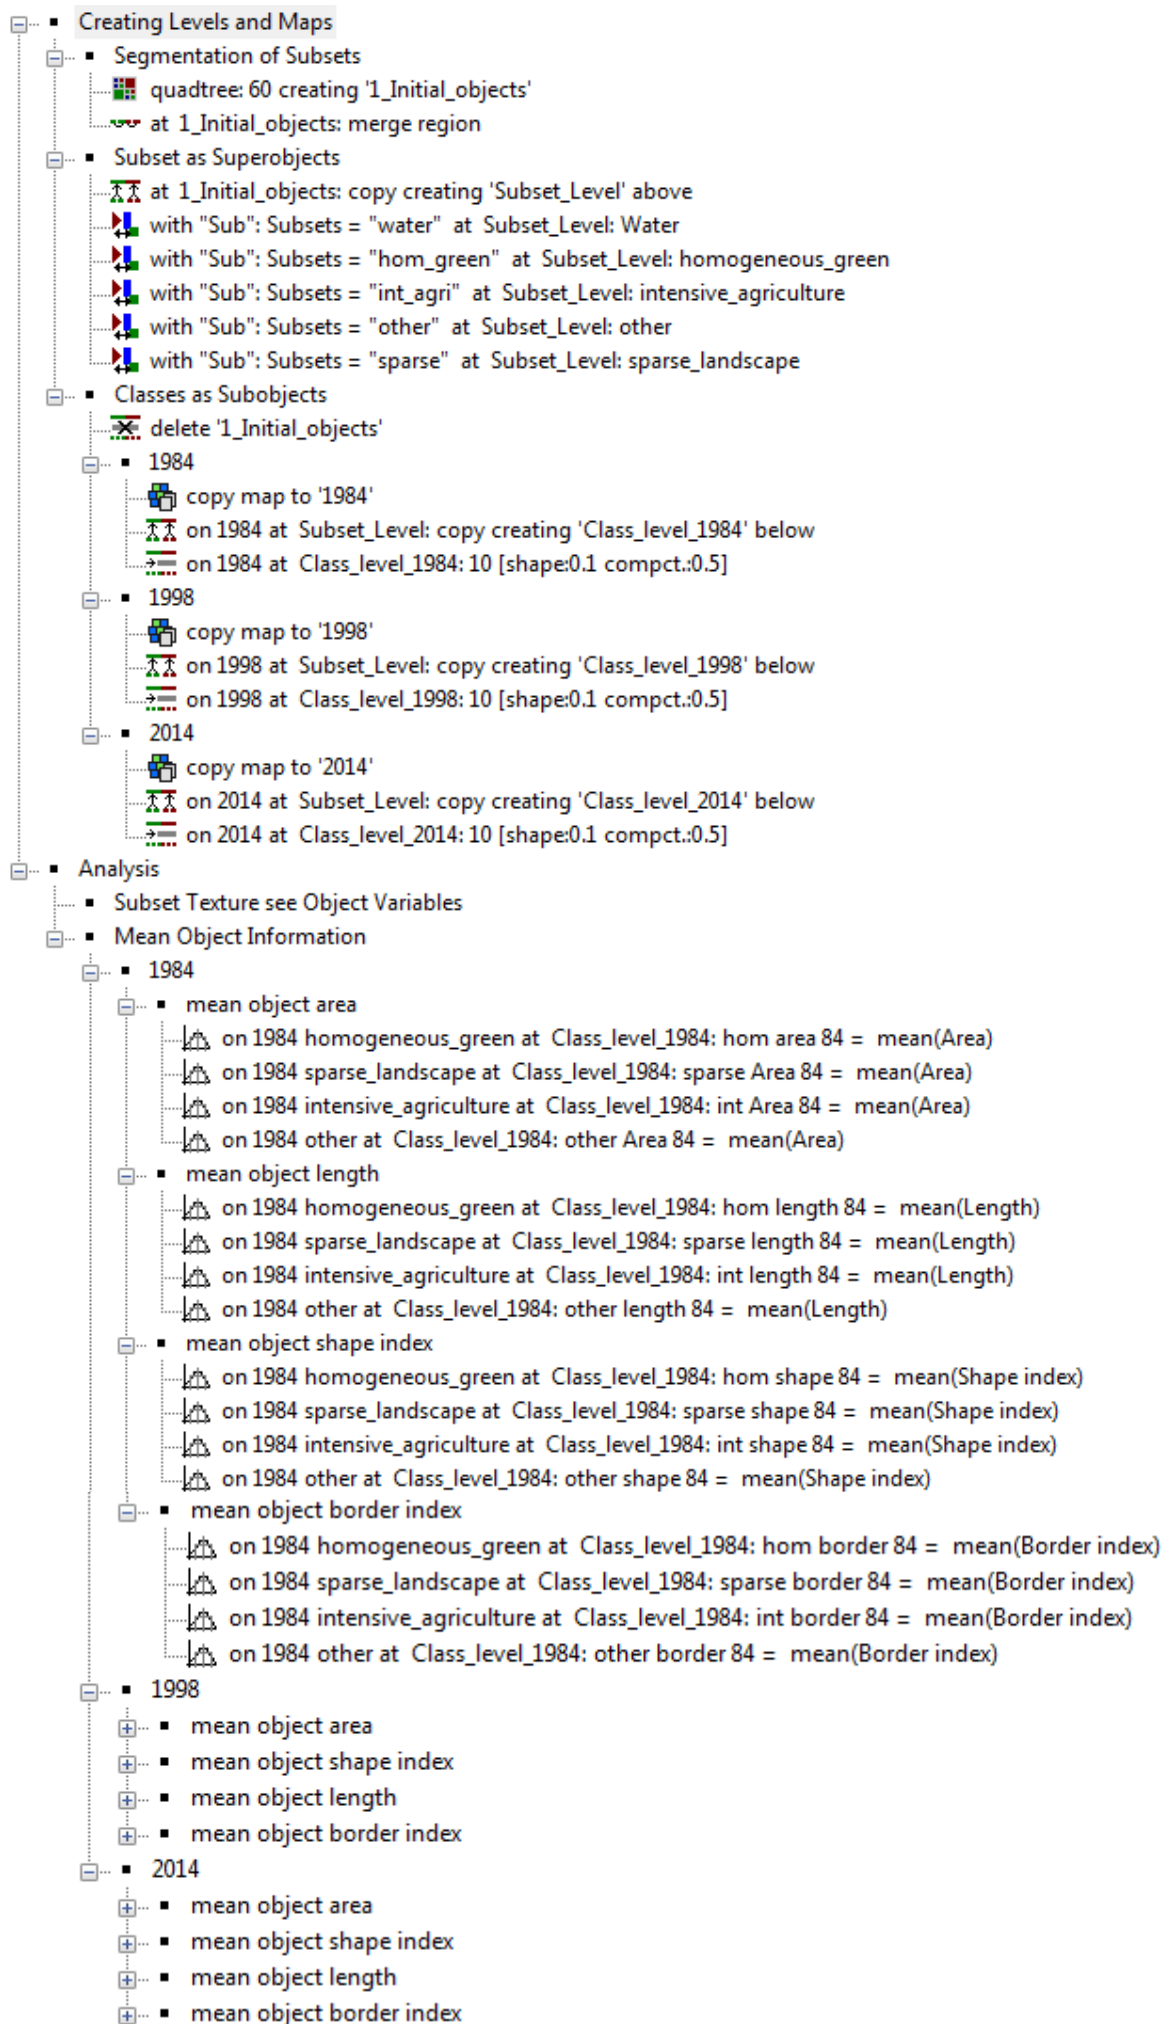 Creating Levels and Maps
Segmentation of Subsets
quadtree: 60 creating '1_Initial_objects'
at 1_Initial_objects: merge region
Subset as Superobjects
at 1_Initial_objects: copy creating 'Subset_Level' above
with "Sub": Subsets = "water" at Subset_Level: Water
with "Sub": Subsets = "hom_green" at Subset_Level: homogeneous_green
with "Sub": Subsets = "int_agri" at Subset_Level: intensive_agriculture
with "Sub": Subsets = "other" at Subset_Level: other
with "Sub": Subsets = "sparse" at Subset_Level: sparse_landscape
Classes as Subobjects
delete '1_Initial_objects'
1984
copy map to '1984'
on 1984 at Subset_Level: copy creating 'Class_level_1984' below
on 1984 at Class_level_1984: 10 [shape:0.1 compct.:0.5]
1998
copy map to '1998'
on 1998 at Subset_Level: copy creating 'Class_level_1998' below
on 1998 at Class_level_1998: 10 [shape:0.1 compct.:0.5]
2014
copy map to '2014'
on 2014 at Subset_Level: copy creating 'Class_level_2014' below
on 2014 at Class_level_2014: 10 [shape:0.1 compct.:0.5]
Analysis
Subset Texture see Object Variables
Mean Object Information
1984
mean object area
on 1984 homogeneous_green at Class_level_1984: hom area 84 = mean(Area)
on 1984 sparse_landscape at Class_level_1984: sparse Area 84 = mean(Area)
on 1984 intensive_agriculture at Class_level_1984: int Area 84 = mean(Area)
on 1984 other at Class_level_1984: other Area 84 = mean(Area)
mean object length
on 1984 homogeneous_green at Class_level_1984: hom length 84 = mean(Length)
on 1984 sparse_landscape at Class_level_1984: sparse length 84 = mean(Length)
on 1984 intensive_agriculture at Class_level_1984: int length 84 = mean(Length)
on 1984 other at Class_level_1984: other length 84 = mean(Length)
mean object shape index
on 1984 homogeneous_green at Class_level_1984: hom shape 84 = mean(Shape index)
on 1984 sparse_landscape at Class_level_1984: sparse shape 84 = mean(Shape index)
on 1984 intensive_agriculture at Class_level_1984: int shape 84 = mean(Shape index)
on 1984 other at Class_level_1984: other shape 84 = mean(Shape index)
mean object border index
on 1984 homogeneous_green at Class_level_1984: hom border 84 = mean(Border index)
on 1984 sparse_landscape at Class_level_1984: sparse border 84 = mean(Border index)
on 1984 intensive_agriculture at Class_level_1984: int border 84 = mean(Border index)
on 1984 other at Class_level_1984: other border 84 = mean(Border index)
1998
mean object area
mean object shape index
mean object length
mean object border index
2014
mean object area
mean object shape index
mean object length
mean object border index